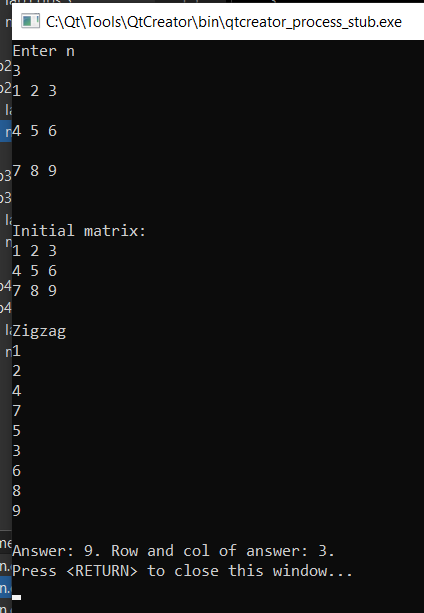 C:\Qt\Tools\QtCreator\bin\qtcreator_process_stub.exe
Enter n
3
1 2 3
4 5 6
7 8 9
Initial matrix:
1 2 3
4 5 6
7 8 9
Zigzag
1
2
4
7
5
3
6
8
9
Answer: 9. Row and col of answer: 3.
Press <RETURN> to close this window...